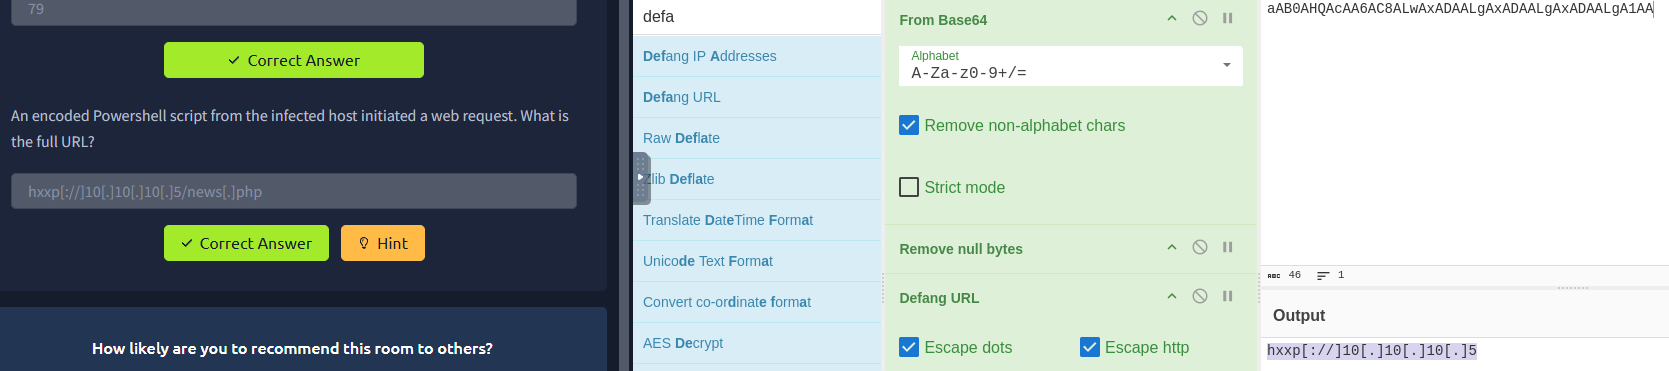 79
Correct Answer
An encoded Powershell script from the infected host initiated a web request. What is
the full URL?
hxxp[://]10[.]10[.]10[.]5/news[.]php
Correct Answer
Hint
How likely are you to recommend this room to others?
defa
Defang IP Addresses
Defang URL
Raw Deflate
Zlib Deflate
Translate DateTime Format
Unicode Text Format
Convert co-ordinate format
AES Decrypt
From Base64
Alphabet
A-Za-z0-9+/=
Remove non-alphabet chars
Strict mode
Remove null bytes
Defang URL
Escape dots
Escape http
aAB0AHQAcAA6AC8ALwAxADAALgAxADAALgAxADAALgA1AA
ABC 46
1
Output
hxxp[://]10[.]10[.]10[.]5